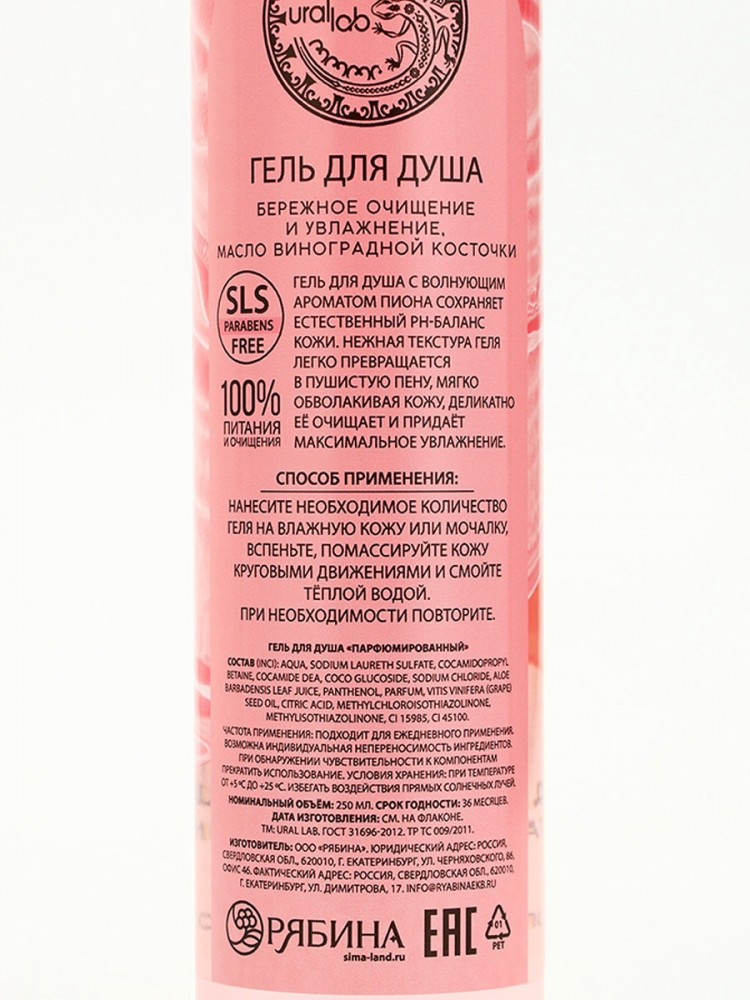 ural lab
ГЕЛЬ ДЛЯ ДУША
БЕРЕЖНОЕ ОЧИЩЕНИЕ
И УВЛАЖНЕНИЕ,
МАСЛО ВИНОГРАДНОЙ КОСТОЧКИ
SLS
PARABENS
FREE
100%
ПИТАНИЯ
И ОЧИЩЕНИЯ
ГЕЛЬ ДЛЯ ДУША С ВОЛНУЮЩИМ
АРОМАТОМ ПИОНА СОХРАНЯЕТ
ЕСТЕСТВЕННЫЙ PH-БАЛАНС
КОЖИ. НЕЖНАЯ ТЕКСТУРА ГЕЛЯ
ЛЕГКО ПРЕВРАЩАЕТСЯ
В ПУШИСТУЮ ПЕНУ, МЯГКО
ОБВОЛАКИВАЯ КОЖУ, ДЕЛИКАТНО
ЕЁ ОЧИЩАЕТ И ПРИДАЁТ
МАКСИМАЛЬНОЕ УВЛАЖНЕНИЕ.
СПОСОБ ПРИМЕНЕНИЯ:
НАНЕСИТЕ НЕОБХОДИМОЕ КОЛИЧЕСТВО
ГЕЛЯ НА ВЛАЖНУЮ КОЖУ ИЛИ МОЧАЛКУ,
ВСПЕНЬТЕ, ПОМАССИРУЙТЕ КОЖУ
КРУГОВЫМИ ДВИЖЕНИЯМИ И СМОЙТЕ
ТЁПЛОЙ ВОДОЙ.
ПРИ НЕОБХОДИМОСТИ ПОВТОРИТЕ.
ГЕЛЬ ДЛЯ ДУША «ПАРФЮМИРОВАННЫЙ»
СОСТАВ (INCI): AQUA, SODIUM LAURETH SULFATE, COCAMIDOPROPYL
BETAINE, COCAMIDE DEA, COCO GLUCOSIDE, SODIUM CHLORIDE, ALOE
BARBADENSIS LEAF JUICE, PANTHENOL, PARFUM, VITIS VINIFERA (GRAPE)
SEED OIL, CITRIC ACID, METHYLCHLOROISOTHIAZOLINONE,
METHYLISOTHIAZOLINONE, CI 15985, CI 45100.
ЧАСТОТА ПРИМЕНЕНИЯ: ПОДХОДИТ ДЛЯ ЕЖЕДНЕВНОГО ПРИМЕНЕНИЯ.
ВОЗМОЖНА ИНДИВИДУАЛЬНАЯ НЕПЕРЕНОСИМОСТЬ ИНГРЕДИЕНТОВ.
ПРИ ОБНАРУЖЕНИИ ЧУВСТВИТЕЛЬНОСТИ К КОМПОНЕНТАМ
ПРЕКРАТИТЬ ИСПОЛЬЗОВАНИЕ. УСЛОВИЯ ХРАНЕНИЯ: ПРИ ТЕМПЕРАТУРЕ
ОТ +5 ºС ДО +25 ºС. ИЗБЕГАТЬ ВОЗДЕЙСТВИЯ ПРЯМЫХ СОЛНЕЧНЫХ ЛУЧЕЙ.
НОМИНАЛЬНЫЙ ОБЪЁМ: 250 МЛ. СРОК ГОДНОСТИ: 36 МЕСЯЦЕВ.
ДАТА ИЗГОТОВЛЕНИЯ: СМ. НА ФЛАКОНЕ.
TM: URAL LAB. ГОСТ 31696-2012. ТР ТС 009/2011.
ИЗГОТОВИТЕЛЬ: ООО «РЯБИНА». ЮРИДИЧЕСКИЙ АДРЕС: РОССИЯ,
СВЕРДЛОВСКАЯ ОБЛ., 620010, Г. ЕКАТЕРИНБУРГ, УЛ. ЧЕРНЯХОВСКОГО, 86,
ОФИС 46. ФАКТИЧЕСКИЙ АДРЕС: РОССИЯ, СВЕРДЛОВСКАЯ ОБЛ., 620010,
Г. ЕКАТЕРИНБУРГ, УЛ. ДИМИТРОВА, 17. INFO@RYABINAEKB.RU
РЯБИНА
sima-land.ru
ЕАС
01
PET